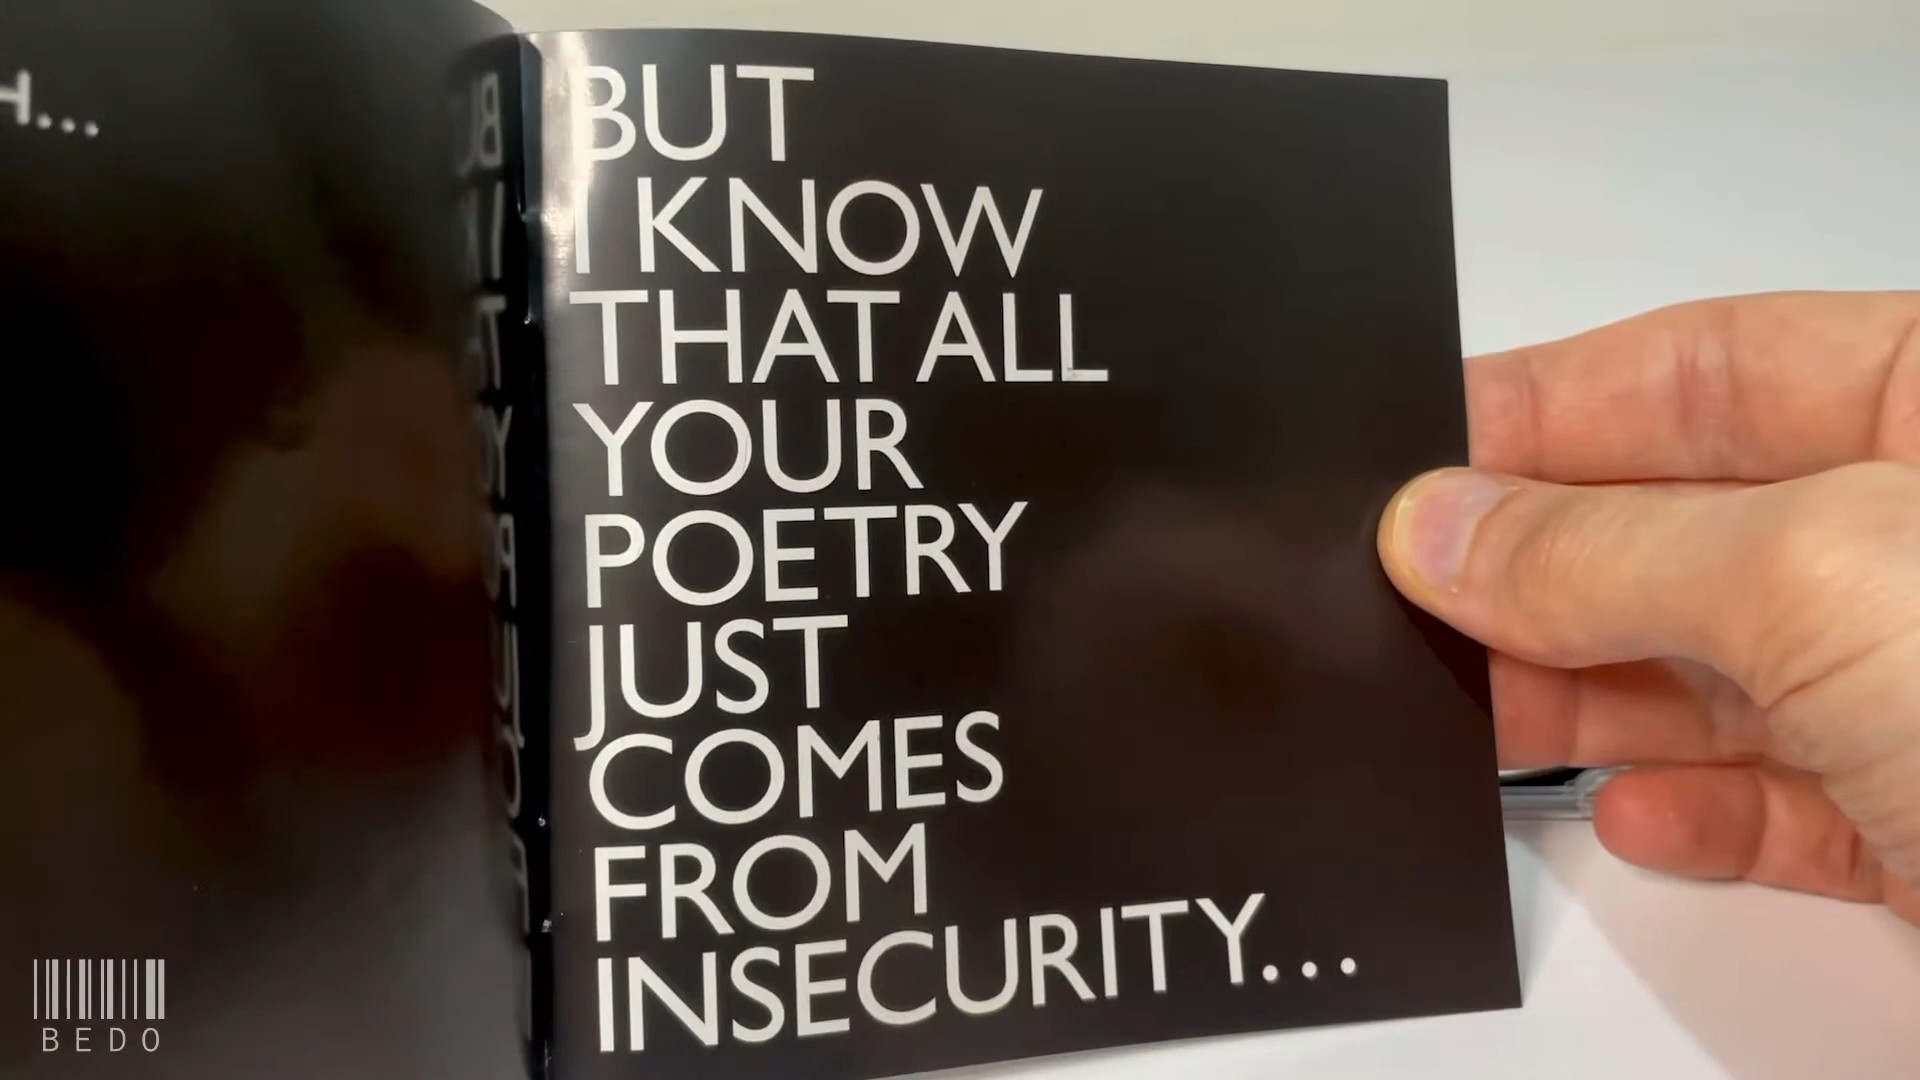 H...
BUT
I KNOW
THAT ALL
YOUR
POETRY
JUST
COMES
FROM
INSECURITY...
BEDO